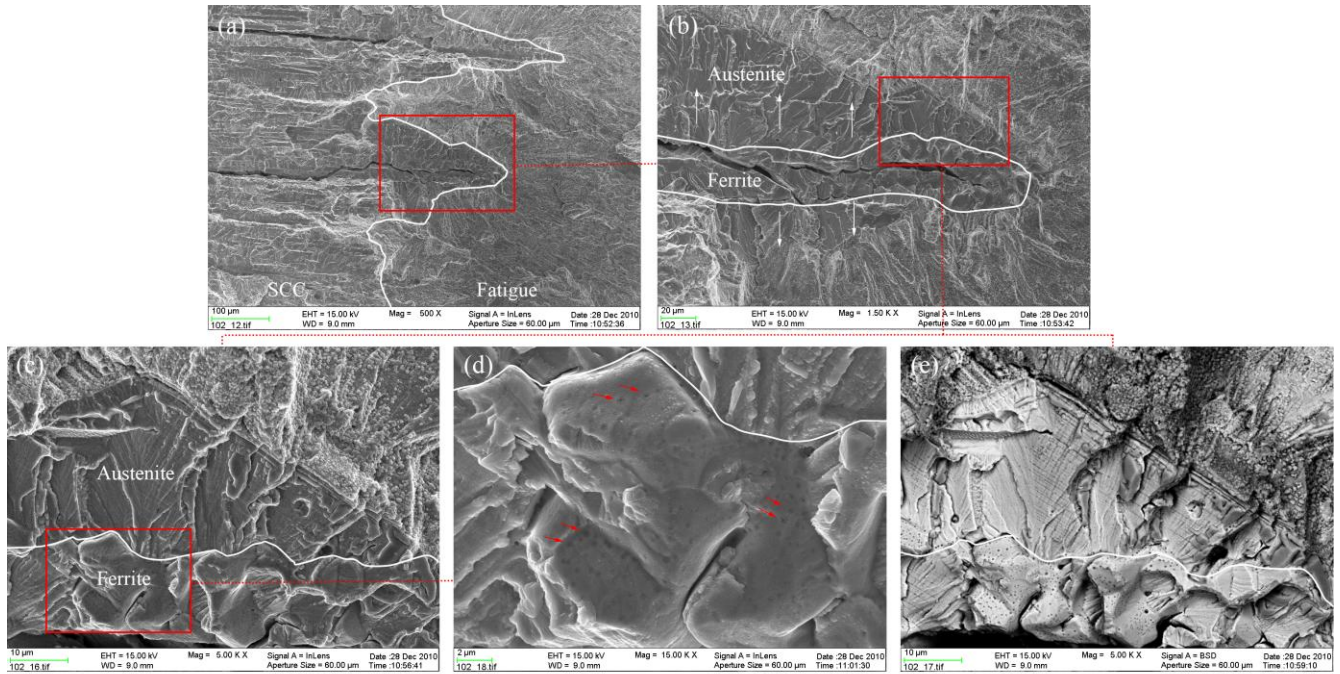 (a)
SCC
Fatigue
100 µm
102_12.tif
EHT = 15.00 kV
WD = 9.0 mm
Mag = 500 X
Signal A = InLens
Aperture Size = 60.00 µm
Date :28 Dec 2010
Time :10:52:36
(b)
Austenite
Ferrite
20 µm
102_13.tif
EHT = 15.00 kV
WD = 9.0 mm
Mag = 1.50 K X
Signal A = InLens
Aperture Size = 60.00 µm
Date :28 Dec 2010
Time :10:53:42
(c)
Austenite
Ferrite
10 µm
102_16.tif
EHT = 15.00 kV
WD = 9.0 mm
Mag = 5.00 K X
Signal A = InLens
Aperture Size = 60.00 µm
Date :28 Dec 2010
Time :10:56:41
(d)
2 µm
102_18.tif
EHT = 15.00 kV
WD = 9.0 mm
Mag = 15.00 K X
Signal A = InLens
Aperture Size = 60.00 µm
Date :28 Dec 2010
Time :11:01:30
(e)
10 µm
102_17.tif
EHT = 15.00 kV
WD = 9.0 mm
Mag = 5.00 K X
Signal A = BSD
Aperture Size = 60.00 µm
Date :28 Dec 2010
Time :10:59:10